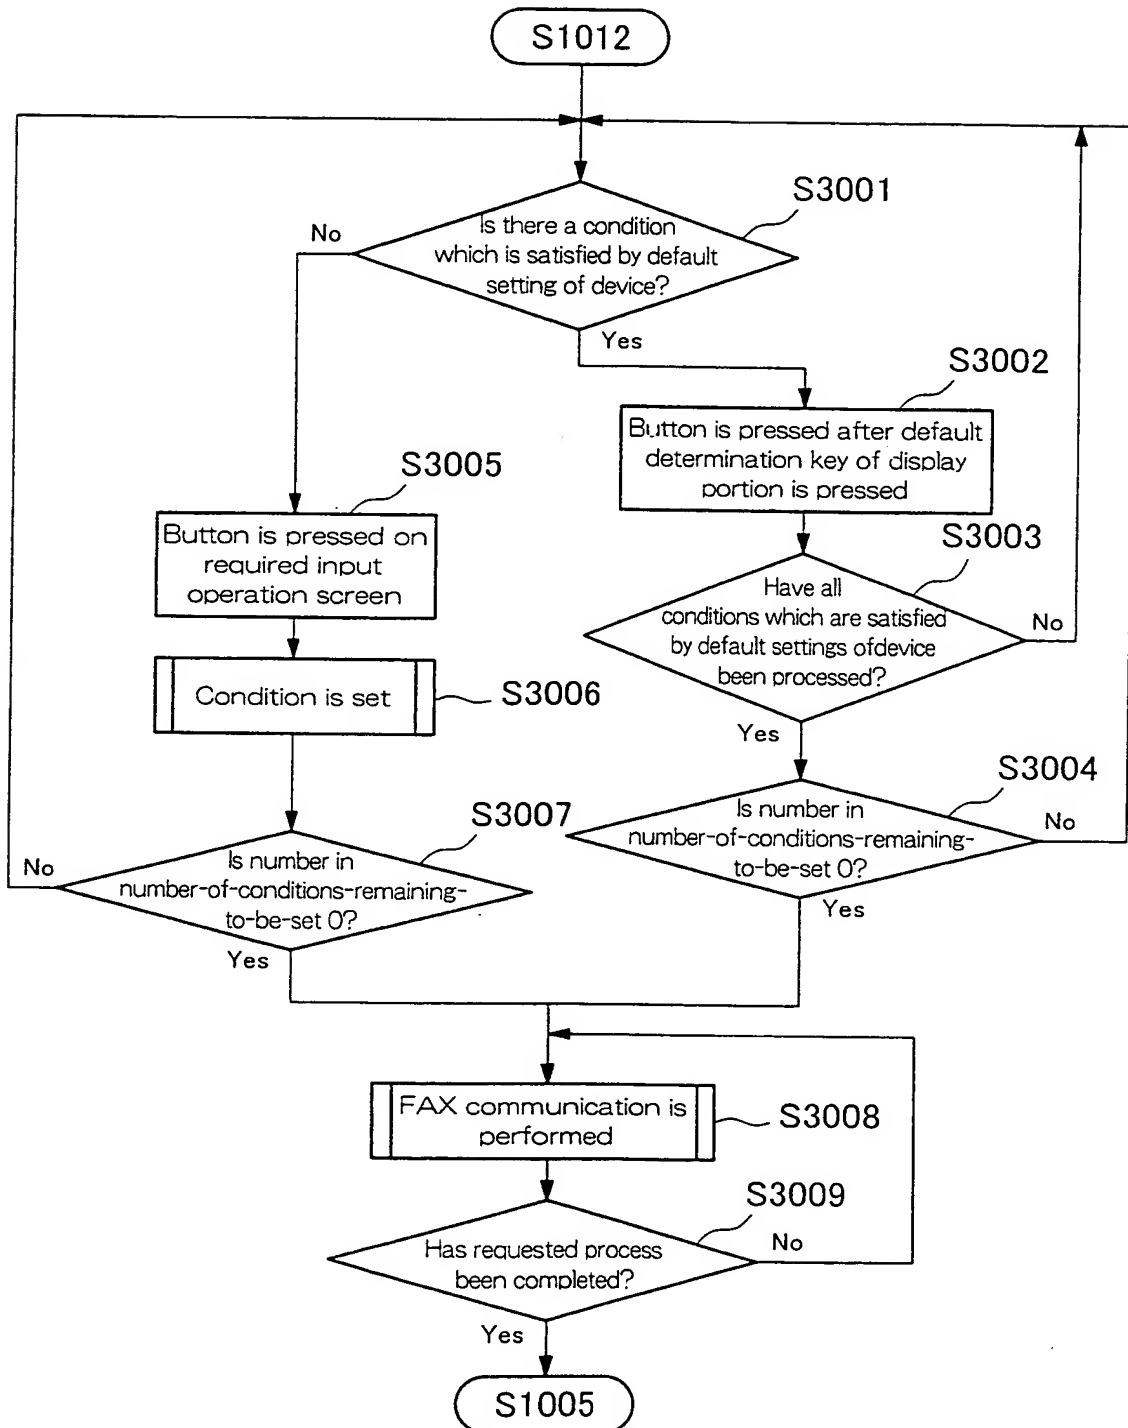 S1012
S3001
Is there a condition
which is satisfied by default
setting of device?
No
Yes
S3002
Button is pressed after default
determination key of display
portion is pressed
S3005
Button is pressed on
required input
operation screen
S3003
Have all
conditions which are satisfied
by default settings ofdevice
been processed?
No
Yes
Condition is set
S3006
S3004
Is number in
number-of-conditions-remaining-
to-be-set 0?
No
Yes
S3007
Is number in
number-of-conditions-remaining-
to-be-set 0?
No
Yes
FAX communication is
performed
S3008
S3009
Has requested process
been completed?
No
Yes
S1005